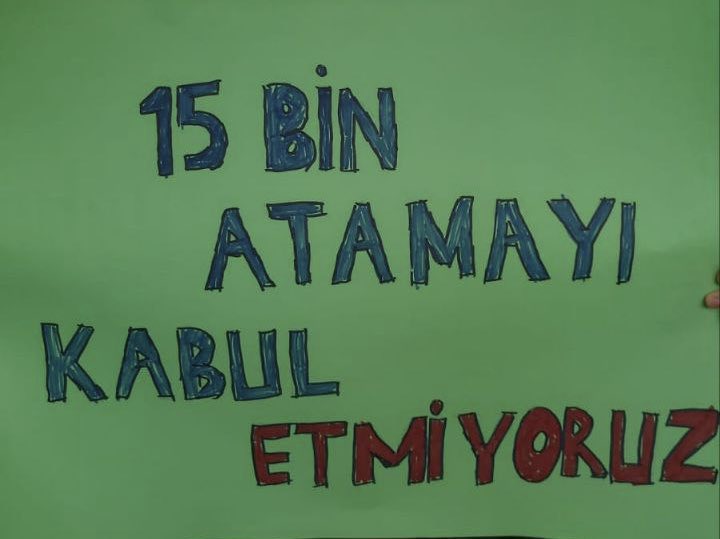 15 BİN
ATAMAYI
KABUL
ETMİYORUZ